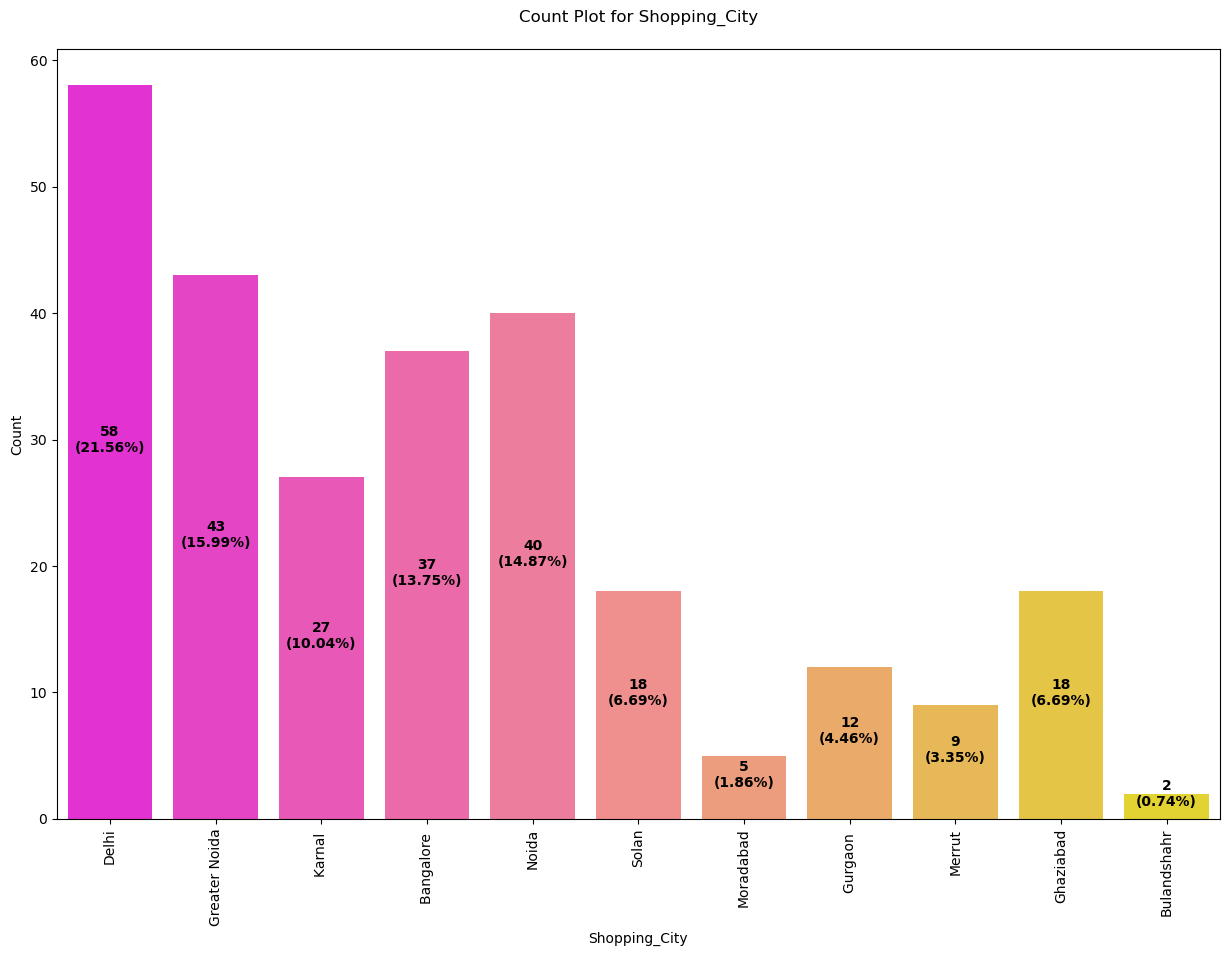 Count Plot for Shopping_City
60
50
40
30
20
10
0
Count
58
(21.56%)
43
(15.99%)
27
(10.04%)
37
(13.75%)
40
(14.87%)
18
(6.69%)
5
(1.86%)
12
(4.46%)
9
(3.35%)
18
(6.69%)
2
(0.74%)
Delhi
Greater Noida
Karnal
Bangalore
Noida
Solan
Moradabad
Gurgaon
Merrut
Ghaziabad
Bulandshahr
Shopping_City